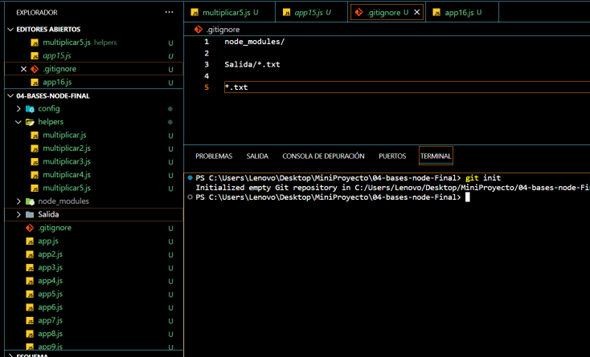 EXPLORADOR ...
EDITORES ABIERTOS
multiplicar5.js helpers U
app15.js U
.gitignore U
app16.js U
04-BASES-NODE-FINAL
config
helpers
multiplicar.js U
multiplicar2.js U
multiplicar3.js U
multiplicar4.js U
multiplicar5.js U
node_modules
Salida
.gitignore U
app.js U
app2.js U
app3.js U
app4.js U
app5.js U
app6.js U
app7.js U
app8.js U
app9.js U
ESQUEMA
multiplicar5.js U app15.js U .gitignore U app16.js U
.gitignore
1 node_modules/
2
3 Salida/*.txt
4
5 *.txt
PROBLEMAS SALIDA CONSOLA DE DEPURACIÓN PUERTOS TERMINAL
PS C:\Users\Lenovo\Desktop\MiniProyecto\04-bases-node-Final> git init
Initialized empty Git repository in C:/Users/Lenovo/Desktop/MiniProyecto/04-bases-node-Fi
PS C:\Users\Lenovo\Desktop\MiniProyecto\04-bases-node-Final>